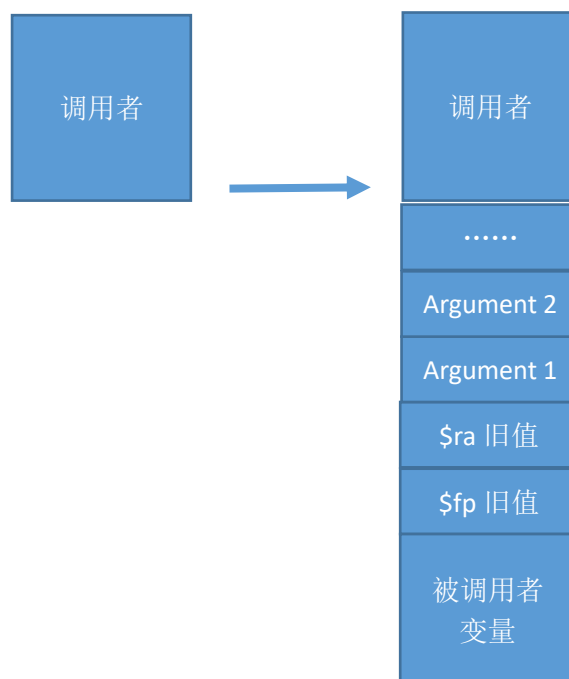 调用者
调用者
......
Argument 2
Argument 1
$ra 旧值
$fp 旧值
被调用者
变量